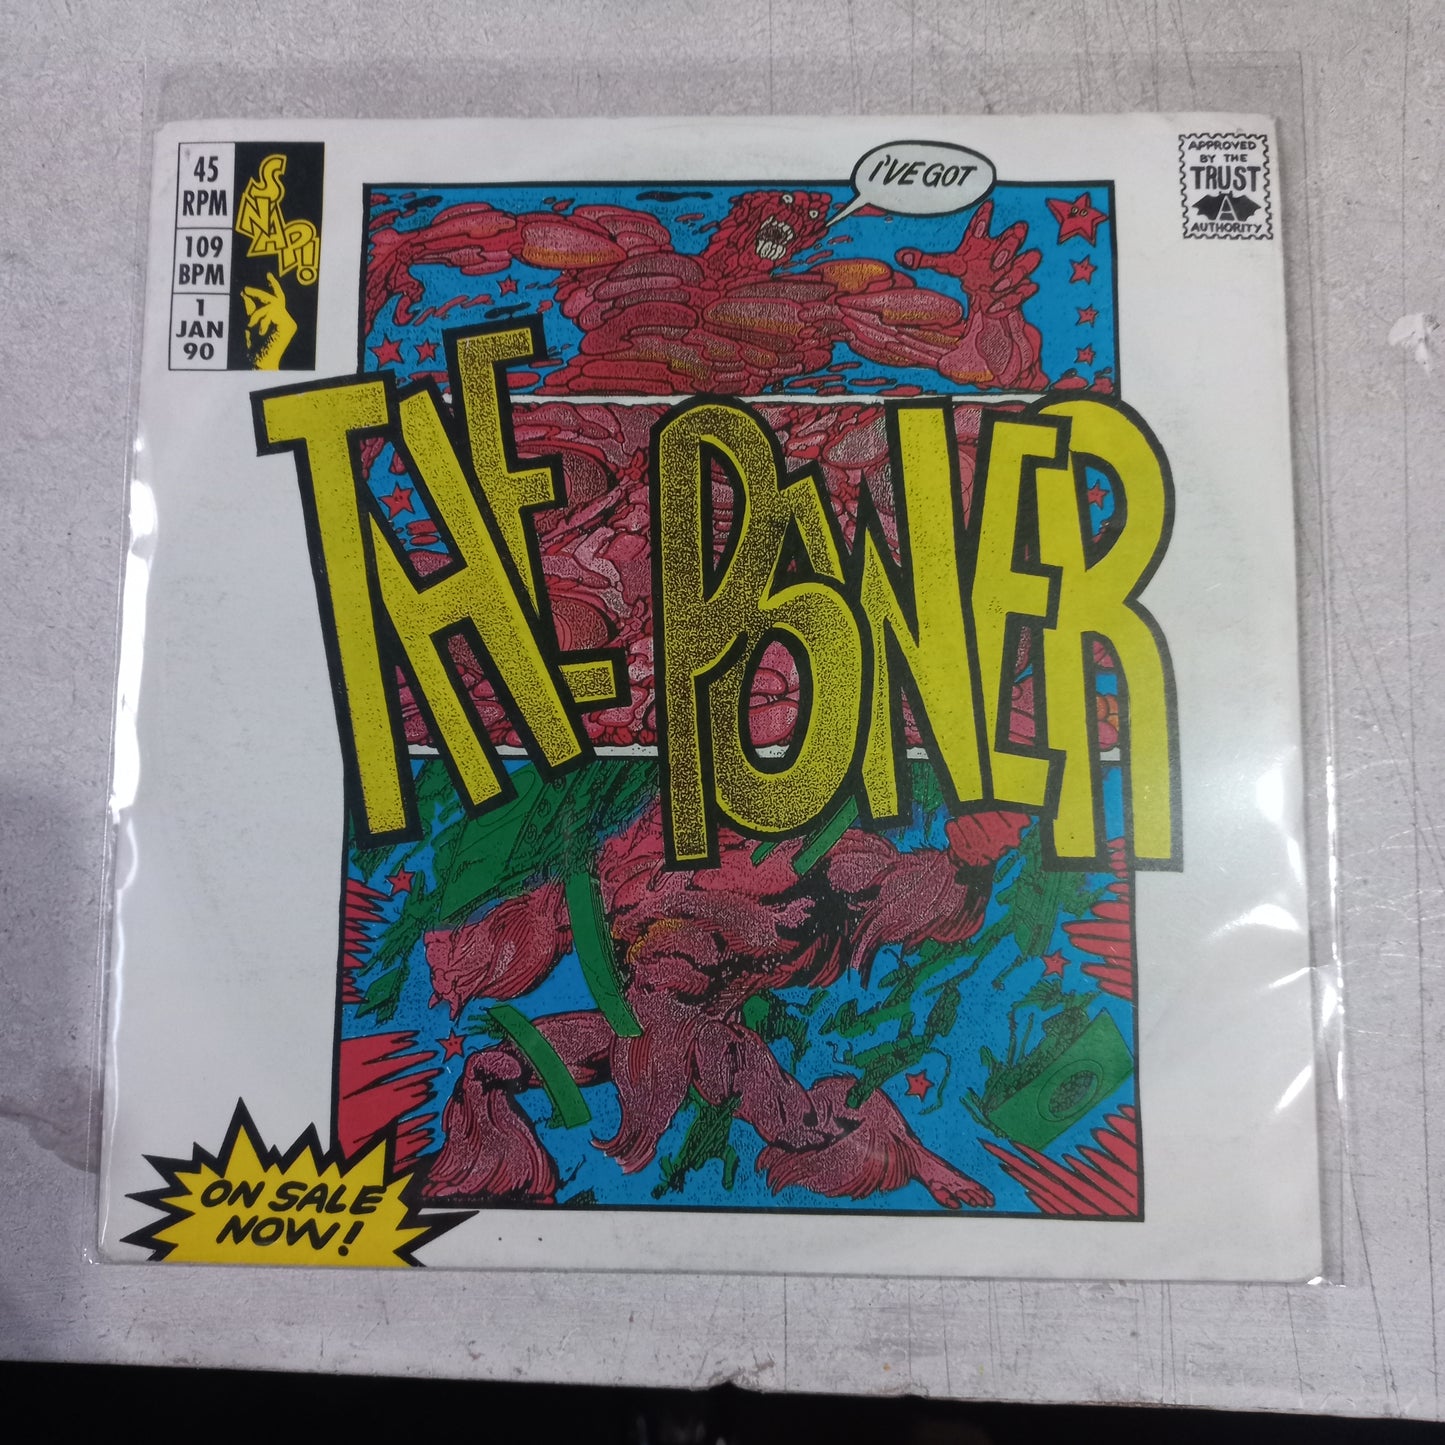 45
RPM
109
BPM
1
JAN
90
SNAP!
I'VE GOT
APPROVED
BY THE
TRUST
AUTHORITY
THE POWER
ON SALE
NOW!